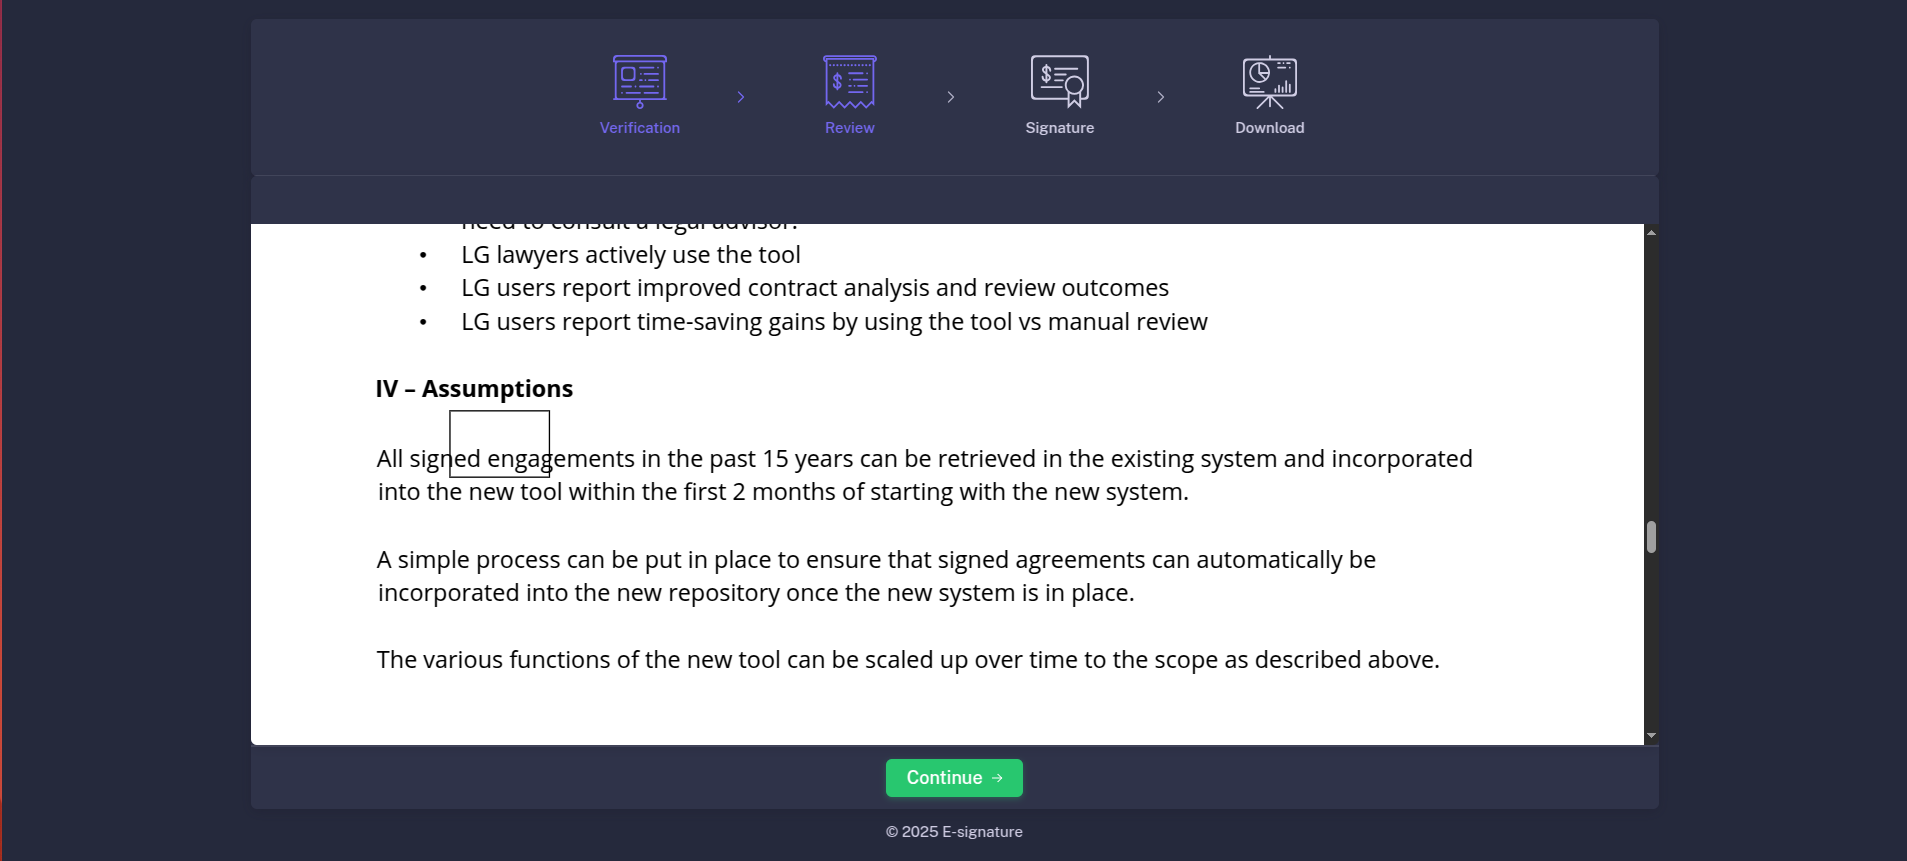 Verification
Review
Signature
Download
need to consult a legal advisor.
• LG lawyers actively use the tool
• LG users report improved contract analysis and review outcomes
• LG users report time-saving gains by using the tool vs manual review
IV – Assumptions
All signed engagements in the past 15 years can be retrieved in the existing system and incorporated
into the new tool within the first 2 months of starting with the new system.
A simple process can be put in place to ensure that signed agreements can automatically be
incorporated into the new repository once the new system is in place.
The various functions of the new tool can be scaled up over time to the scope as described above.
Continue →
© 2025 E-signature